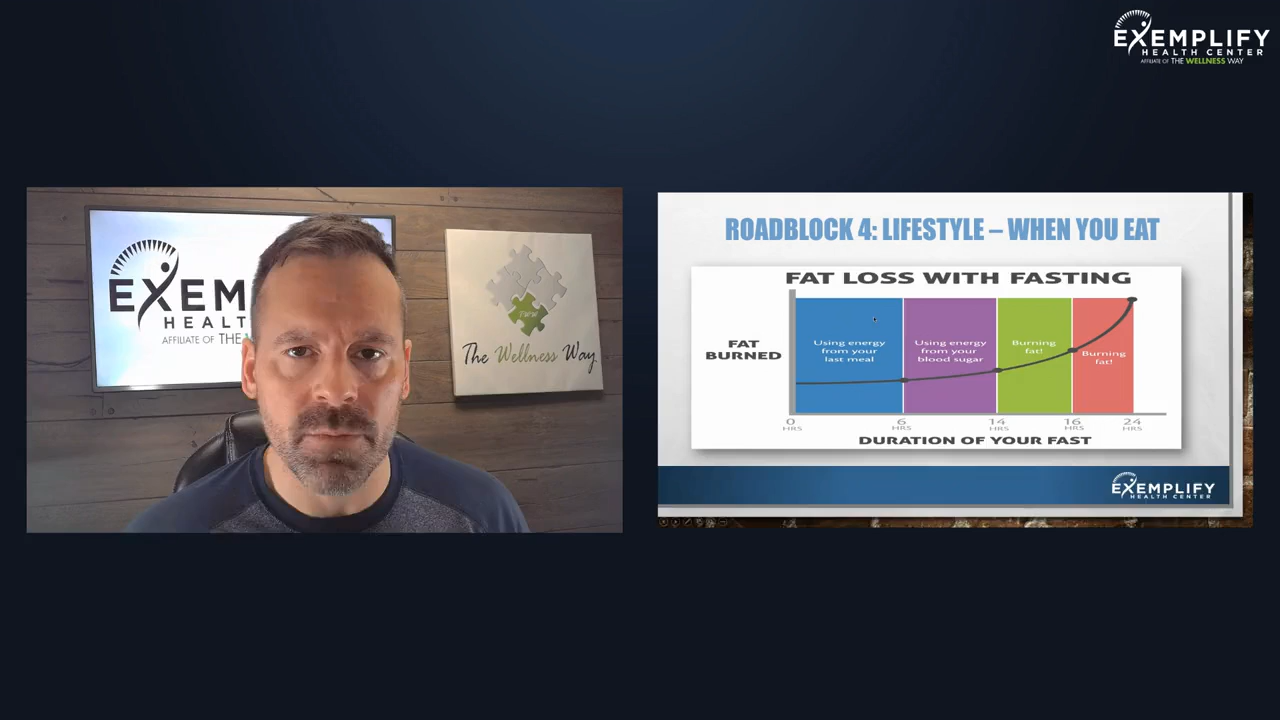 EXEMPLIFY
HEALTH CENTER
AFFILIATE OF THE WELLNESS WAY
EXEM
HEALT
AFFILIATE OF THE
TWW
The Wellness Way
ROADBLOCK 4: LIFESTYLE – WHEN YOU EAT
FAT LOSS WITH FASTING
FAT
BURNED
Using energy
from your
last meal
Using energy
from your
blood sugar
Burning
fat!
Burning
fat!
0 6 14 16 24
HRS HRS HRS HRS HRS
DURATION OF YOUR FAST
EXEMPLIFY
HEALTH CENTER